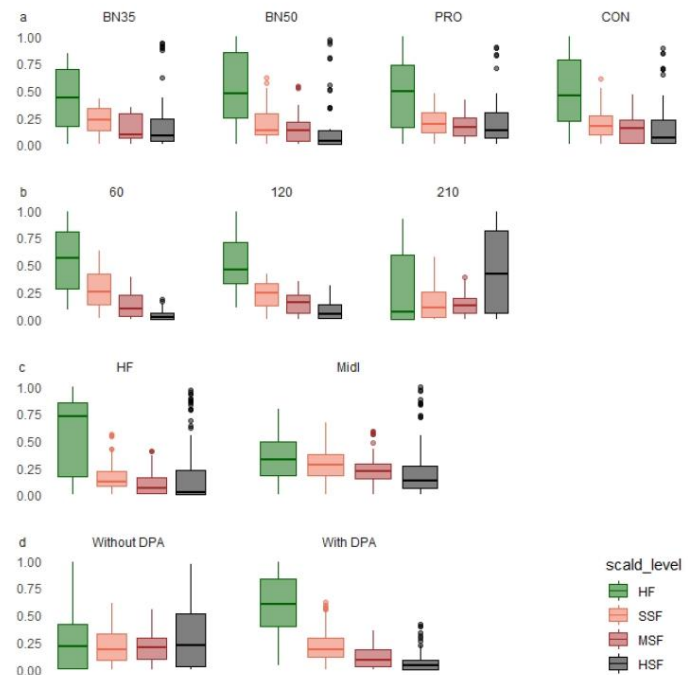 a
BN35 BN50 PRO CON
1.00
0.75
0.50
0.25
0.00
b
60 120 210
1.00
0.75
0.50
0.25
0.00
c
HF Midl
1.00
0.75
0.50
0.25
0.00
d
Without DPA With DPA
1.00
0.75
0.50
0.25
0.00
scald_level
HF
SSF
MSF
HSF